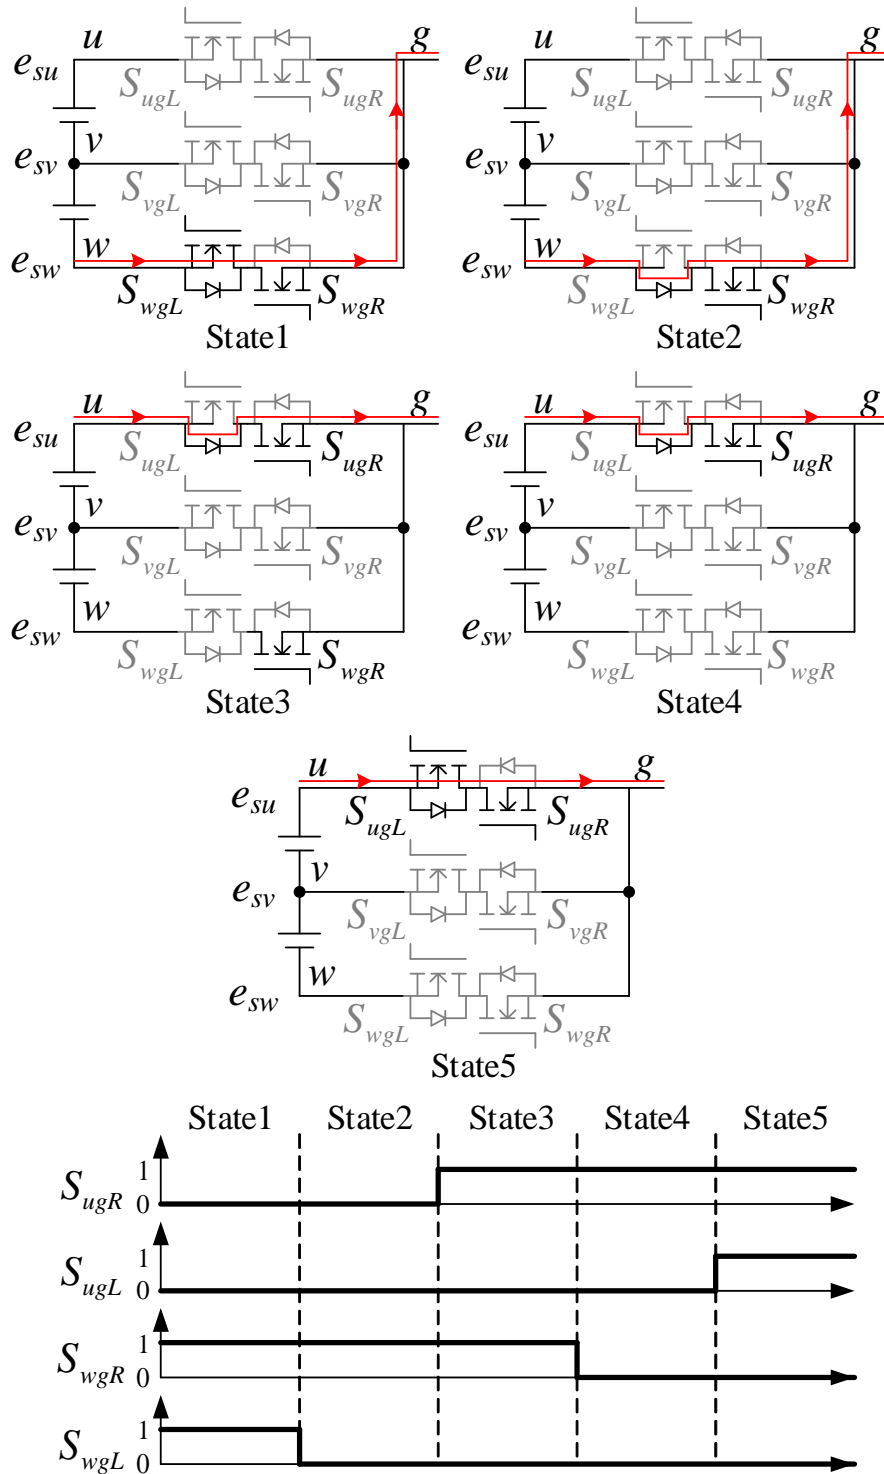 u g u g
e_su S_ugL S_ugR e_su S_ugL S_ugR
v v
e_sv S_vgL S_vgR e_sv S_vgL S_vgR
w w
e_sw S_wgL S_wgR e_sw S_wgL S_wgR
State1 State2
u g u g
e_su S_ugL S_ugR e_su S_ugL S_ugR
v v
e_sv S_vgL S_vgR e_sv S_vgL S_vgR
w w
e_sw S_wgL S_wgR e_sw S_wgL S_wgR
State3 State4
u g
e_su S_ugL S_ugR
v
e_sv S_vgL S_vgR
w
e_sw S_wgL S_wgR
State5
State1 State2 State3 State4 State5
1
S_ugR 0
1
S_ugL 0
1
S_wgR 0
1
S_wgL 0